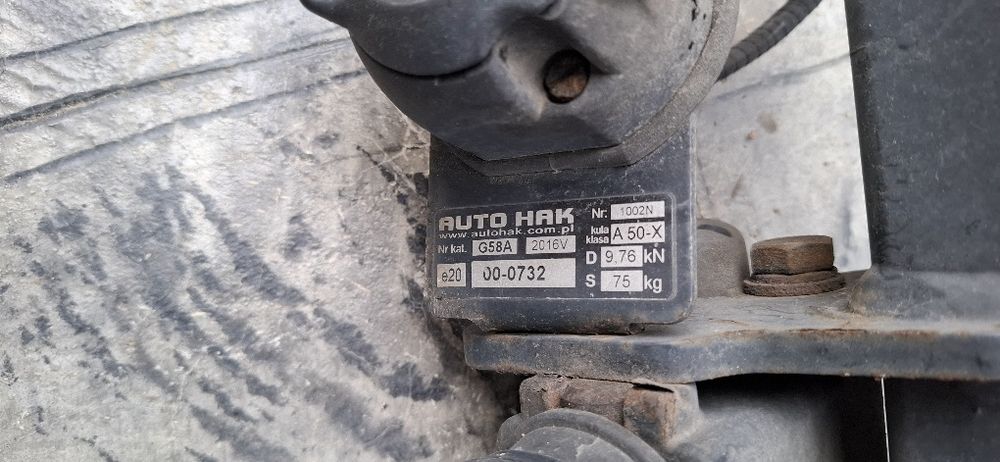 AUTO HAK
www.autohak.com.pl
Nr kat. G58A 2016V
e20 00-0732
Nr: 1002N
kula klasa A 50-X
D 9,76 kN
S 75 kg